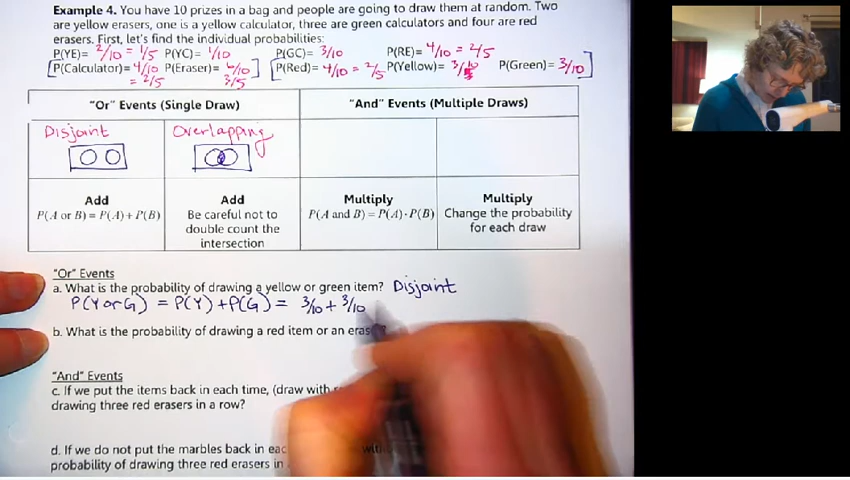 Example 4. You have 10 prizes in a bag and people are going to draw them at random. Two
are yellow erasers, one is a yellow calculator, three are green calculators and four are red
erasers. First, let's find the individual probabilities:
P(YE)= 2/10 = 1/5 P(YC)= 1/10 P(GC)= 3/10 P(RE)= 4/10 = 2/5
P(Calculator)= 4/10 = 2/5 P(Eraser)= 6/10 3/5 P(Red)= 4/10 = 2/5 P(Yellow)= 3/10 P(Green)= 3/10
"Or" Events (Single Draw) "And" Events (Multiple Draws)
Disjoint Overlapping
Add Add Multiply Multiply
P(A or B) = P(A) + P(B) Be careful not to P(A and B) = P(A) · P(B) Change the probability
double count the for each draw
intersection
"Or" Events
a. What is the probability of drawing a yellow or green item? Disjoint
P(Y or G) = P(Y) + P(G) = 3/10 + 3/10
b. What is the probability of drawing a red item or an
"And" Events
c. If we put the items back in each time, (draw with
drawing three red erasers in a row?
d. If we do not put the marbles back in
probability of drawing three red erasers in